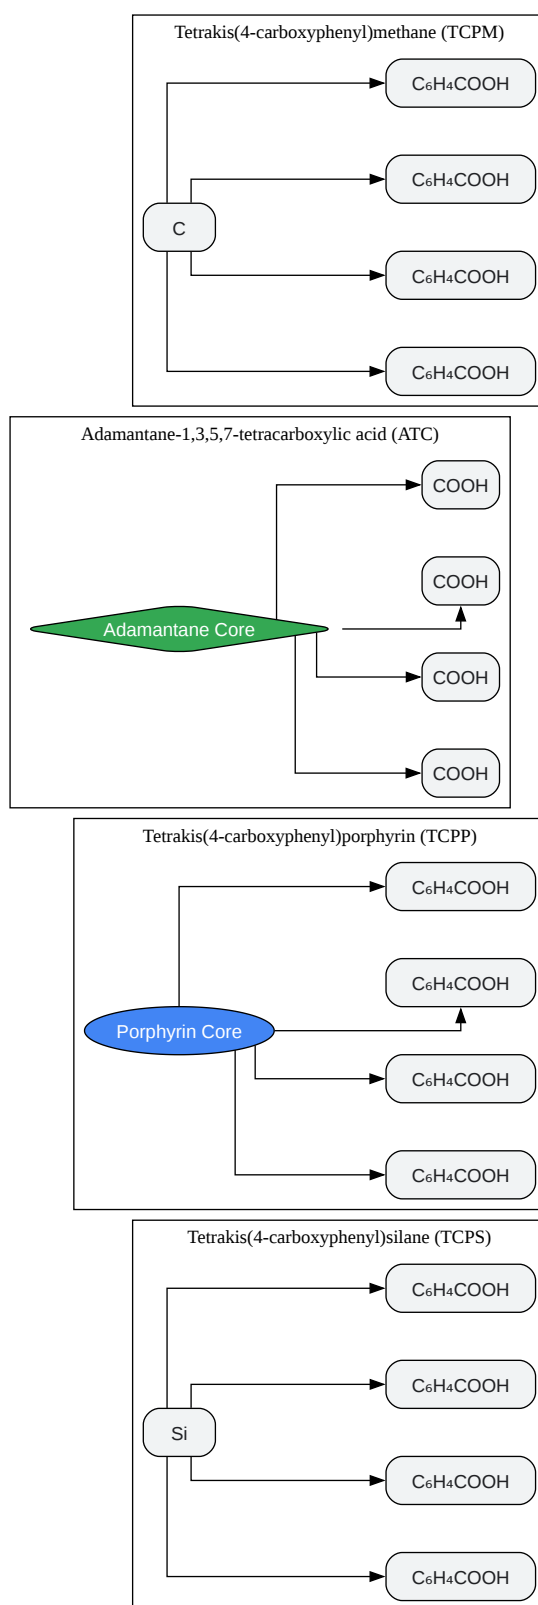 Tetrakis(4-carboxyphenyl)methane (TCPM)
C₆H₄COOH
C₆H₄COOH
C
C₆H₄COOH
C₆H₄COOH
Adamantane-1,3,5,7-tetracarboxylic acid (ATC)
COOH
COOH
Adamantane Core
COOH
COOH
Tetrakis(4-carboxyphenyl)porphyrin (TCPP)
C₆H₄COOH
C₆H₄COOH
Porphyrin Core
C₆H₄COOH
C₆H₄COOH
Tetrakis(4-carboxyphenyl)silane (TCPS)
C₆H₄COOH
C₆H₄COOH
Si
C₆H₄COOH
C₆H₄COOH